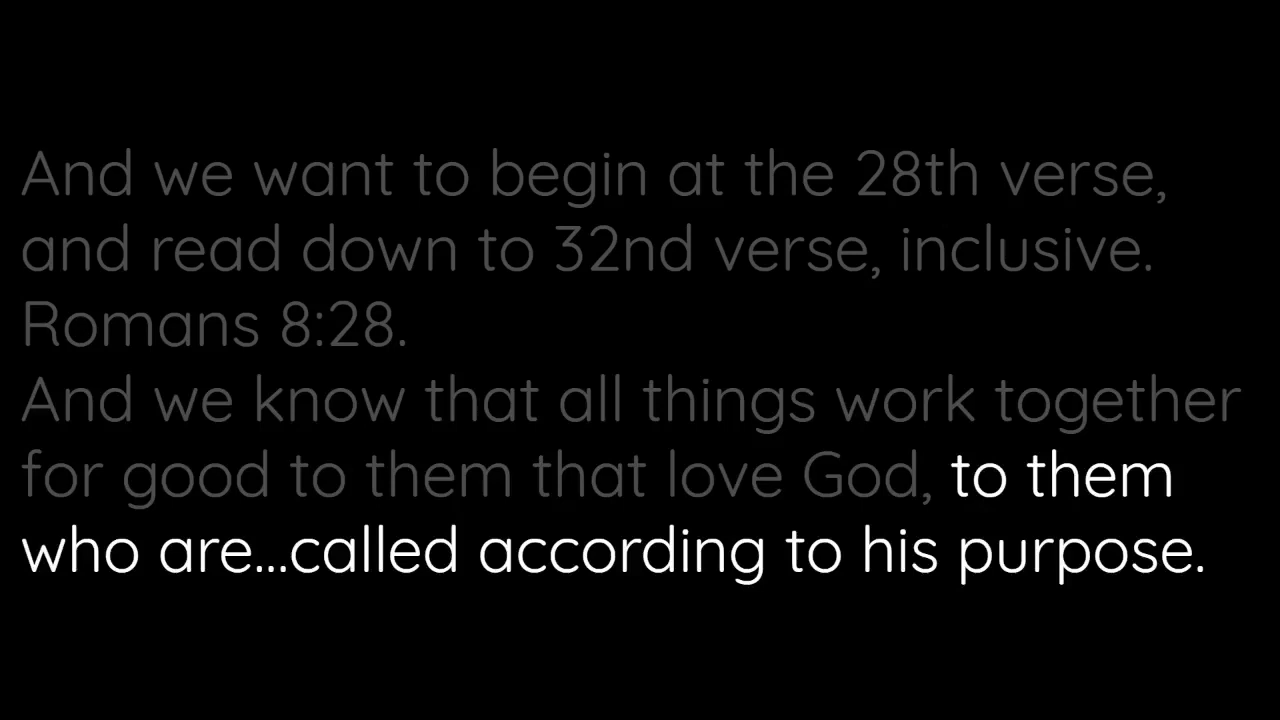 And we want to begin at the 28th verse,
and read down to 32nd verse, inclusive.
Romans 8:28.
And we know that all things work together
for good to them that love God, to them
who are...called according to his purpose.